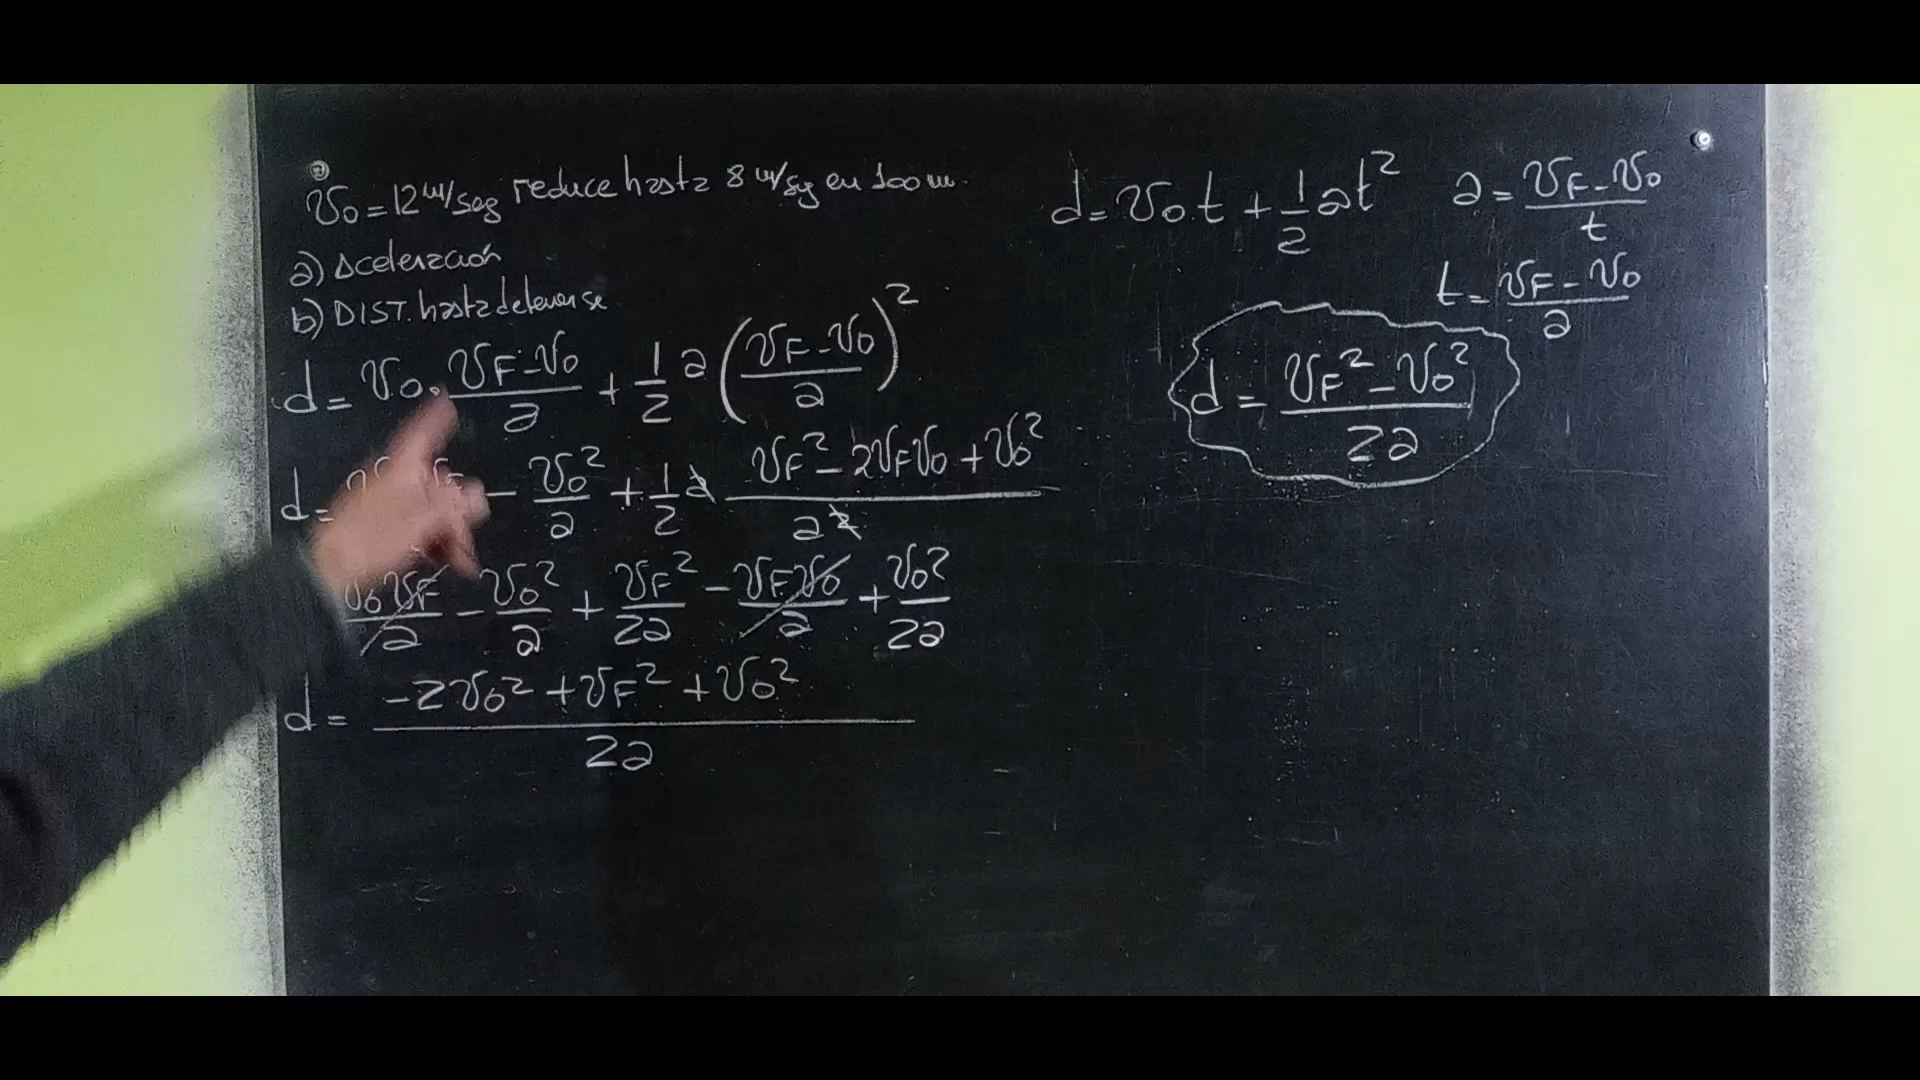 v₀ = 12 m/seg reduce hasta 8 m/sg en 100 m.
a) Aceleración
b) DIST. hasta detenerse
d = v₀ · (vF - v₀)/a + 1/2 a ((vF - v₀)/a)²
d = - v₀²/a + 1/2 a (vF² - 2vFv₀ + v₀²)/a²
v₀vF/a - v₀²/a + vF²/2a - vFv₀/a + v₀²/2a
d = (-2v₀² + vF² + v₀²)/2a
d = v₀.t + 1/2 at²
a = (vF - v₀)/t
t = (vF - v₀)/a
d = (vF² - v₀²)/2a